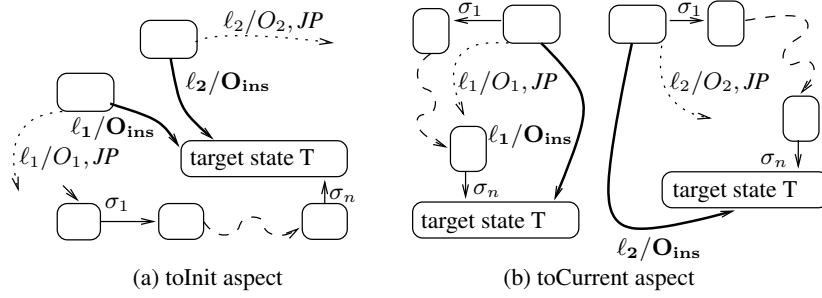 ℓ2/O2, JP
ℓ2/Oins
ℓ1/Oins
ℓ1/O1, JP
target state T
σ1
σn
(a) toInit aspect
σ1
ℓ1/O1, JP
ℓ1/Oins
σn
target state T
σ1
ℓ2/O2, JP
σn
target state T
ℓ2/Oins
(b) toCurrent aspect